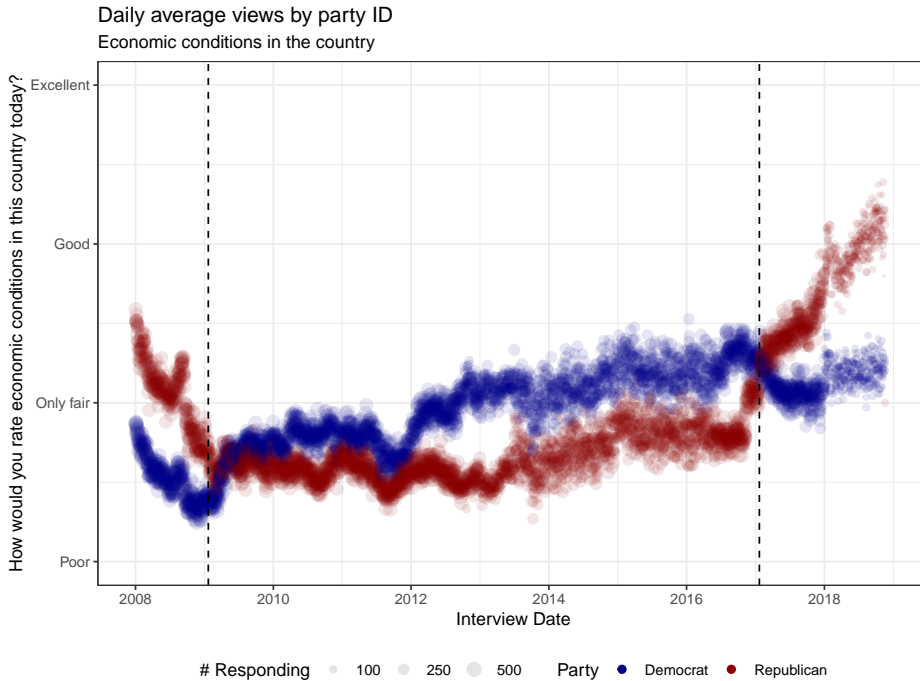 Daily average views by party ID
Economic conditions in the country
How would you rate economic conditions in this country today?
Excellent
Good
Only fair
Poor
2008 2010 2012 2014 2016 2018
Interview Date
# Responding 100 250 500 Party Democrat Republican